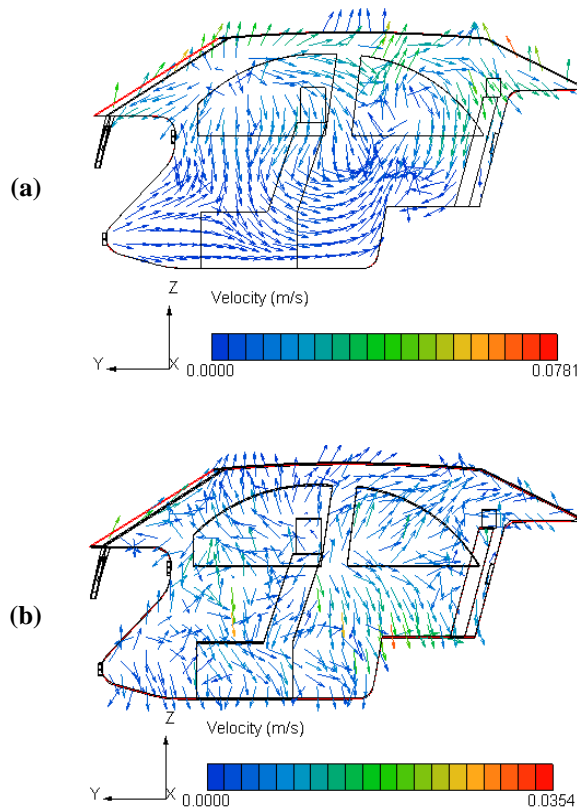 (a)
Z
Velocity (m/s)
Y
X
0.0000
0.0781
(b)
Z
Velocity (m/s)
Y
X
0.0000
0.0354